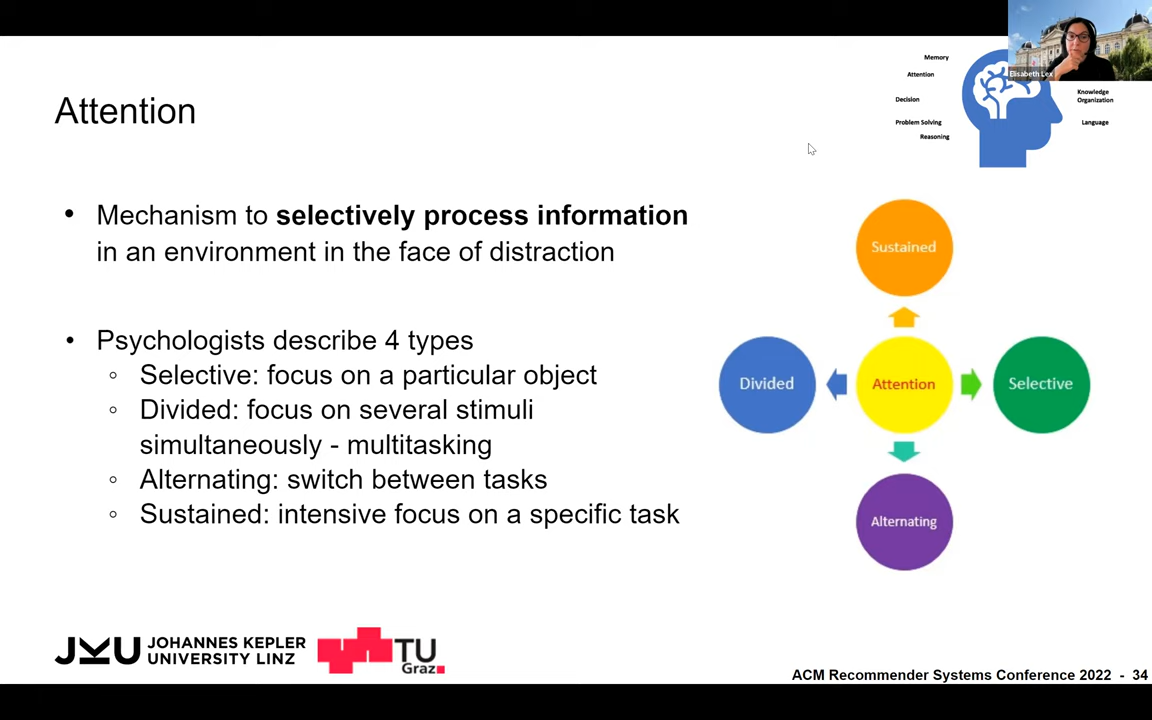 Memory
Attention
Elisabeth Lex
Decision
Knowledge
Organization
Problem Solving
Language
Reasoning
Attention
• Mechanism to selectively process information
in an environment in the face of distraction
• Psychologists describe 4 types
◦ Selective: focus on a particular object
◦ Divided: focus on several stimuli
simultaneously - multitasking
◦ Alternating: switch between tasks
◦ Sustained: intensive focus on a specific task
Sustained
Divided
Attention
Selective
Alternating
JKU JOHANNES KEPLER
UNIVERSITY LINZ
TU
Graz
ACM Recommender Systems Conference 2022 - 34